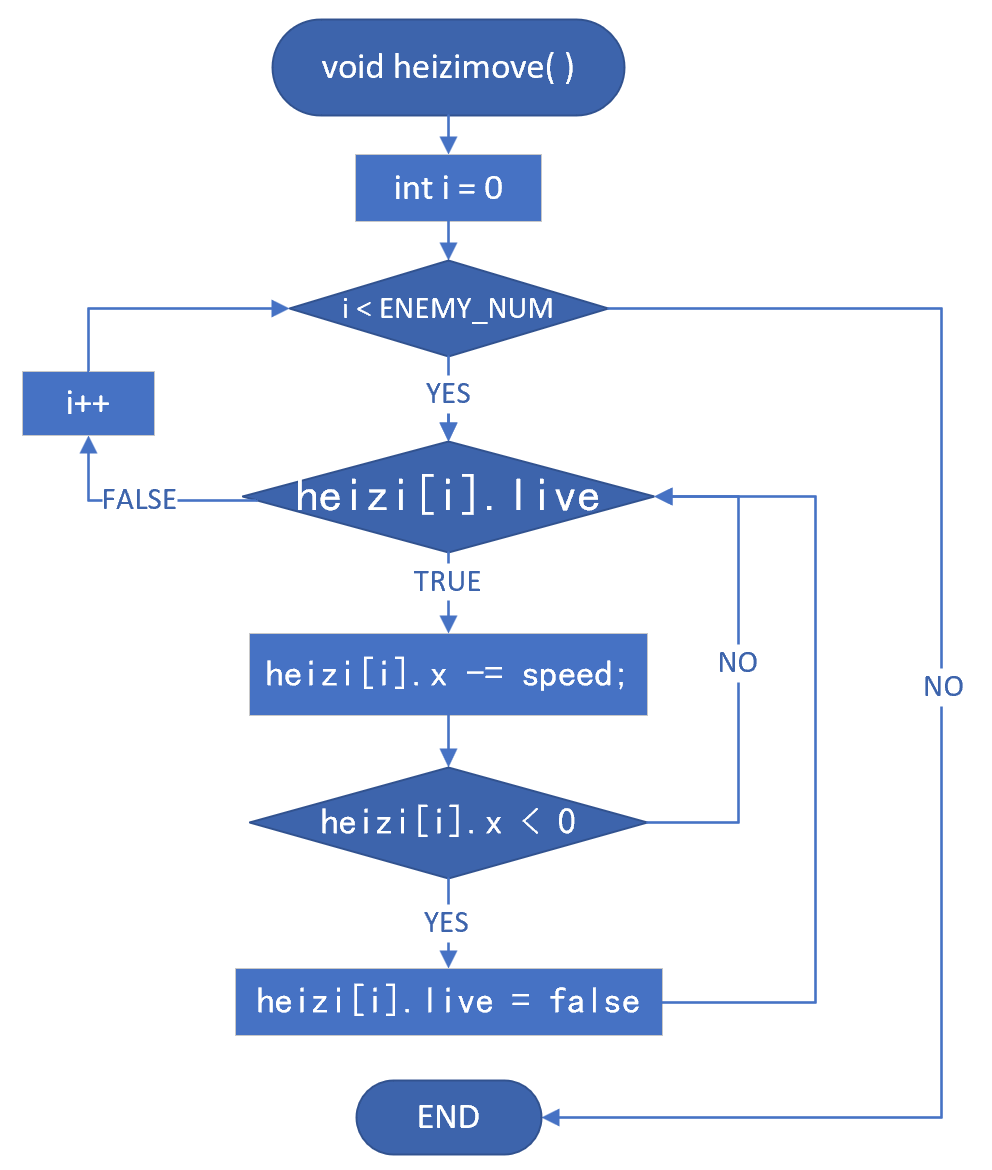 void heizimove( )
int i = 0
i < ENEMY_NUM
YES
i++
heizi[i].live
FALSE
TRUE
heizi[i].x -= speed;
NO
NO
heizi[i].x < 0
YES
heizi[i].live = false
END